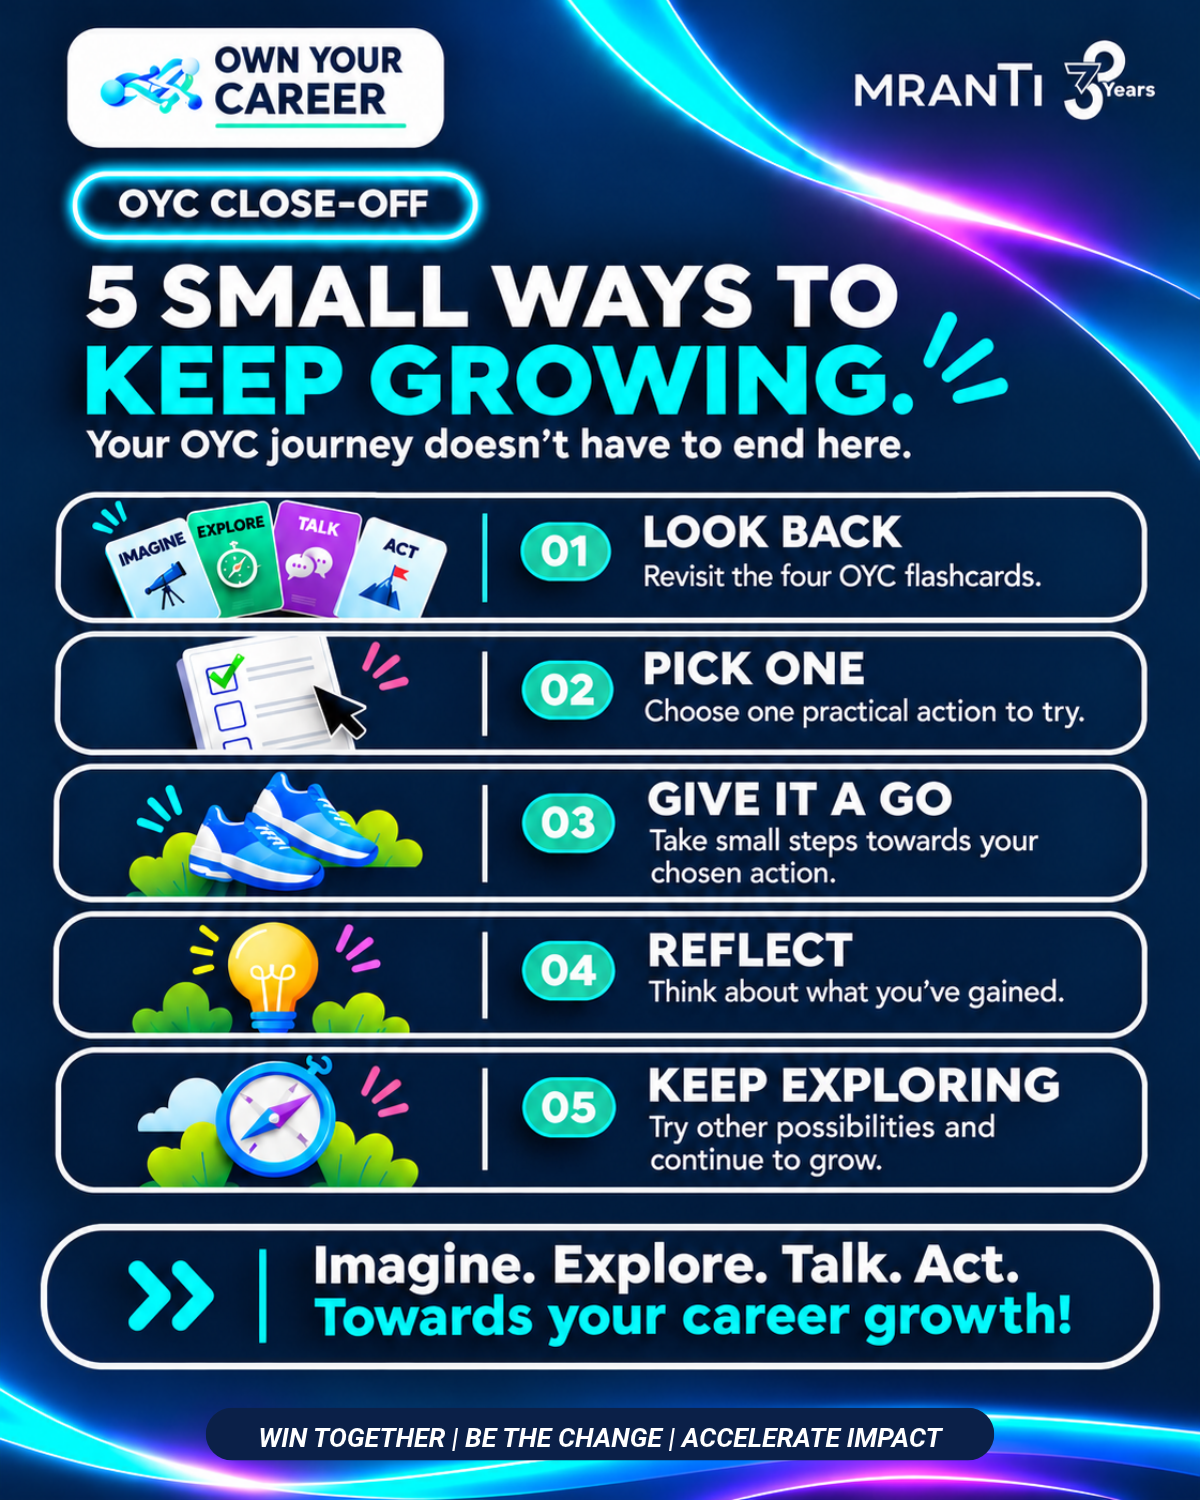 OWN YOUR
CAREER
MRANTI
Years
OYC CLOSE-OFF
5 SMALL WAYS TO
KEEP GROWING.
Your OYC journey doesn't have to end here.
IMAGINE
EXPLORE
TALK
ACT
01
LOOK BACK
Revisit the four OYC flashcards.
02
PICK ONE
Choose one practical action to try.
03
GIVE IT A GO
Take small steps towards your
chosen action.
04
REFLECT
Think about what you've gained.
05
KEEP EXPLORING
Try other possibilities and
continue to grow.
Imagine. Explore. Talk. Act.
Towards your career growth!
WIN TOGETHER | BE THE CHANGE | ACCELERATE IMPACT